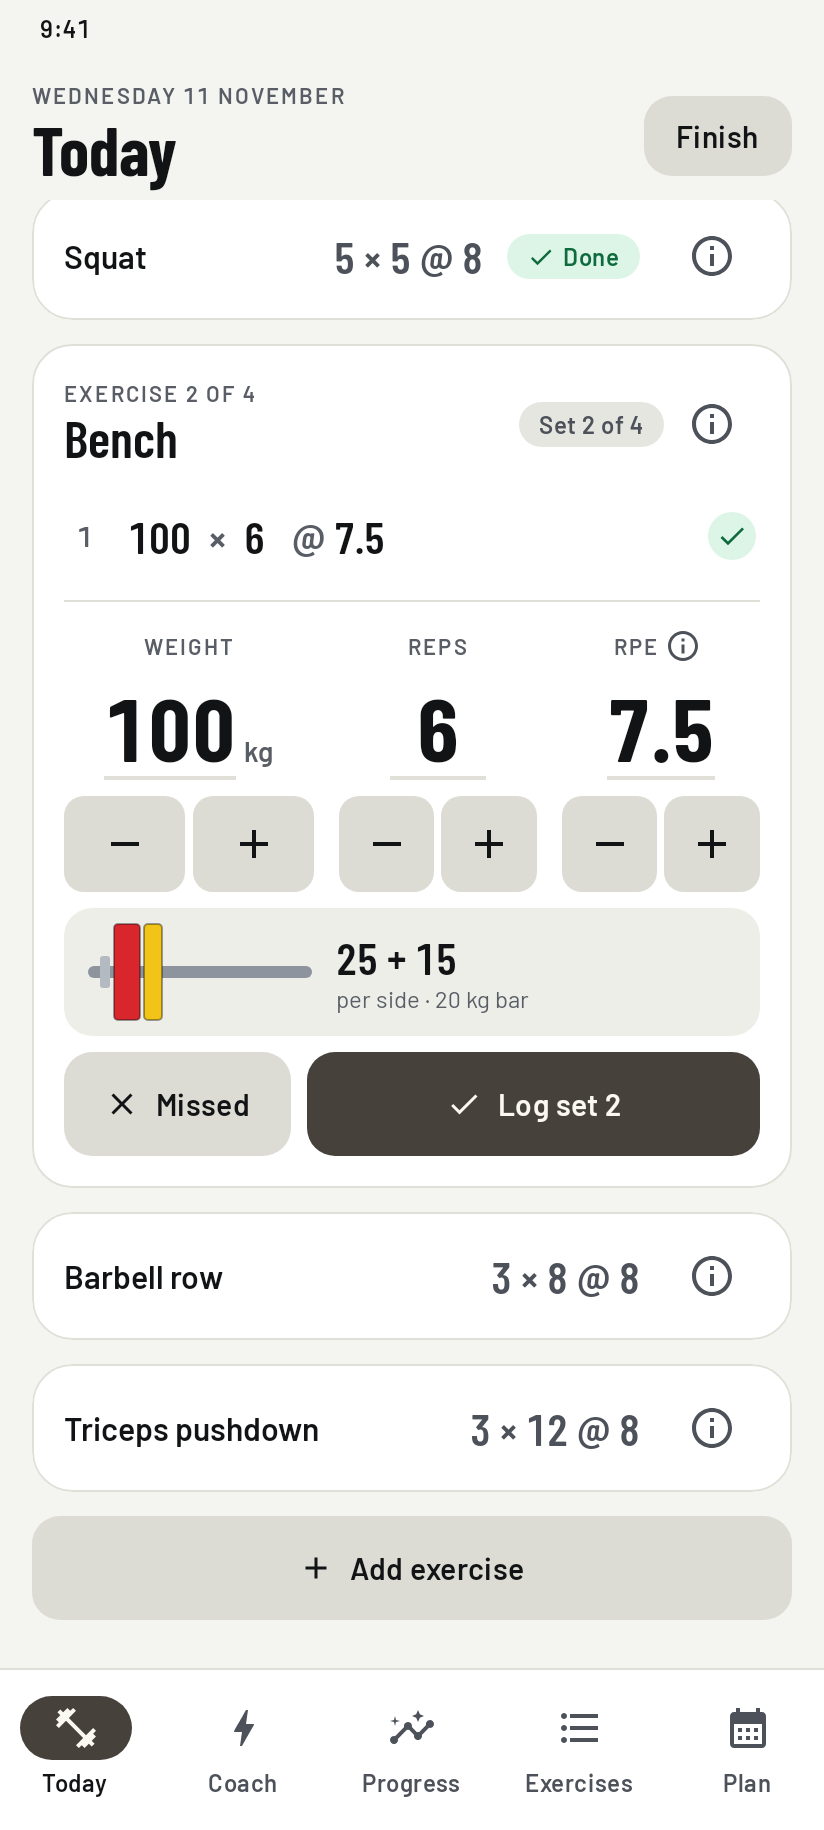 9:41
WEDNESDAY 11 NOVEMBER
Today
Finish
Squat 5 × 5 @ 8 Done
EXERCISE 2 OF 4
Bench
Set 2 of 4
1 100 × 6 @ 7.5
WEIGHT REPS RPE
100 kg 6 7.5
25 + 15
per side · 20 kg bar
Missed Log set 2
Barbell row 3 × 8 @ 8
Triceps pushdown 3 × 12 @ 8
Add exercise
Today Coach Progress Exercises Plan